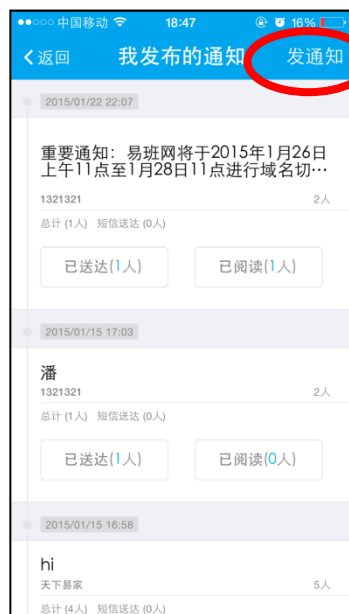 中国移动 18:47 16%
返回 我发布的通知 发通知
2015/01/22 22:07
重要通知：易班网将于2015年1月26日
上午11点至1月28日11点进行域名切…
1321321 2人
总计 (1人) 短信送达 (0人)
已送达(1人) 已阅读(1人)
2015/01/15 17:03
潘
1321321 2人
总计 (1人) 短信送达 (0人)
已送达(1人) 已阅读(0人)
2015/01/15 16:58
hi
天下易家 5人
总计 (4人) 短信送达 (0人)